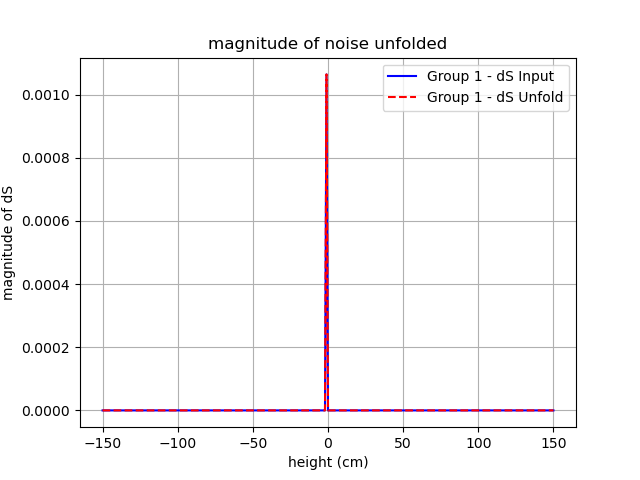 magnitude of noise unfolded
Group 1 - dS Input
Group 1 - dS Unfold
magnitude of dS
0.0010
0.0008
0.0006
0.0004
0.0002
0.0000
−150
−100
−50
0
50
100
150
height (cm)